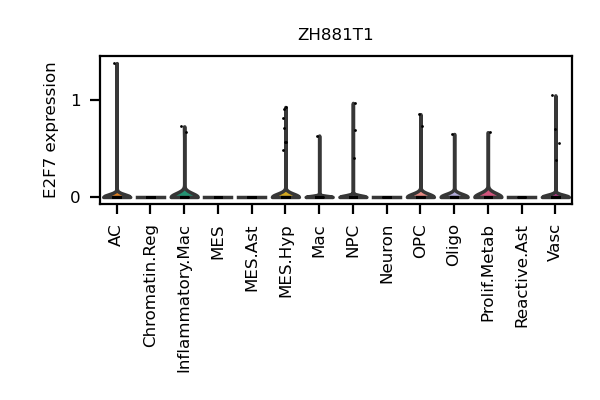 ZH881T1
E2F7 expression
1
0
AC
Chromatin.Reg
Inflammatory.Mac
MES
MES.Ast
MES.Hyp
Mac
NPC
Neuron
OPC
Oligo
Prolif.Metab
Reactive.Ast
Vasc